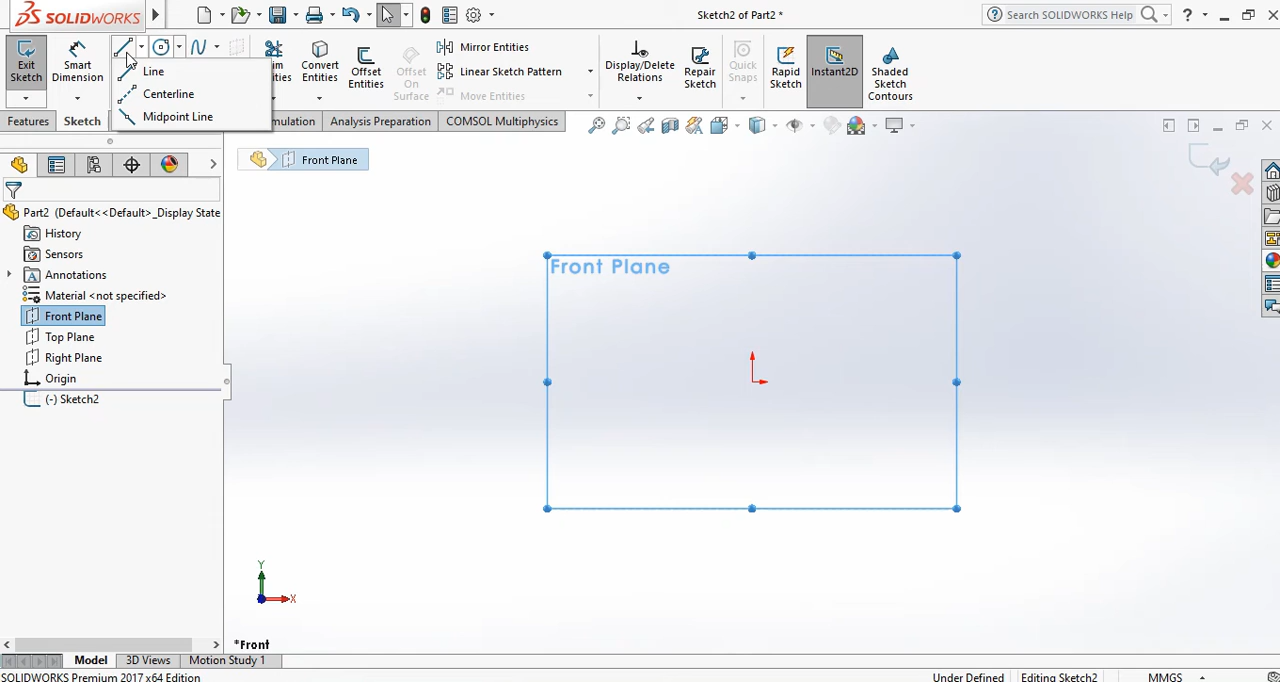 SOLIDWORKS
Sketch2 of Part2 *
Search SOLIDWORKS Help
?
Exit Sketch
Smart Dimension
Convert Entities
Offset Entities
Offset On Surface
Mirror Entities
Linear Sketch Pattern
Move Entities
Display/Delete Relations
Repair Sketch
Quick Snaps
Rapid Sketch
Instant2D
Shaded Sketch Contours
Line
Centerline
Midpoint Line
Features
Sketch
Analysis Preparation
COMSOL Multiphysics
Front Plane
Part2 (Default<<Default>_Display State
History
Sensors
Annotations
Material <not specified>
Front Plane
Top Plane
Right Plane
Origin
(-) Sketch2
Front Plane
Y
X
*Front
Model
3D Views
Motion Study 1
SOLIDWORKS Premium 2017 x64 Edition
Under Defined
Editing Sketch2
MMGS